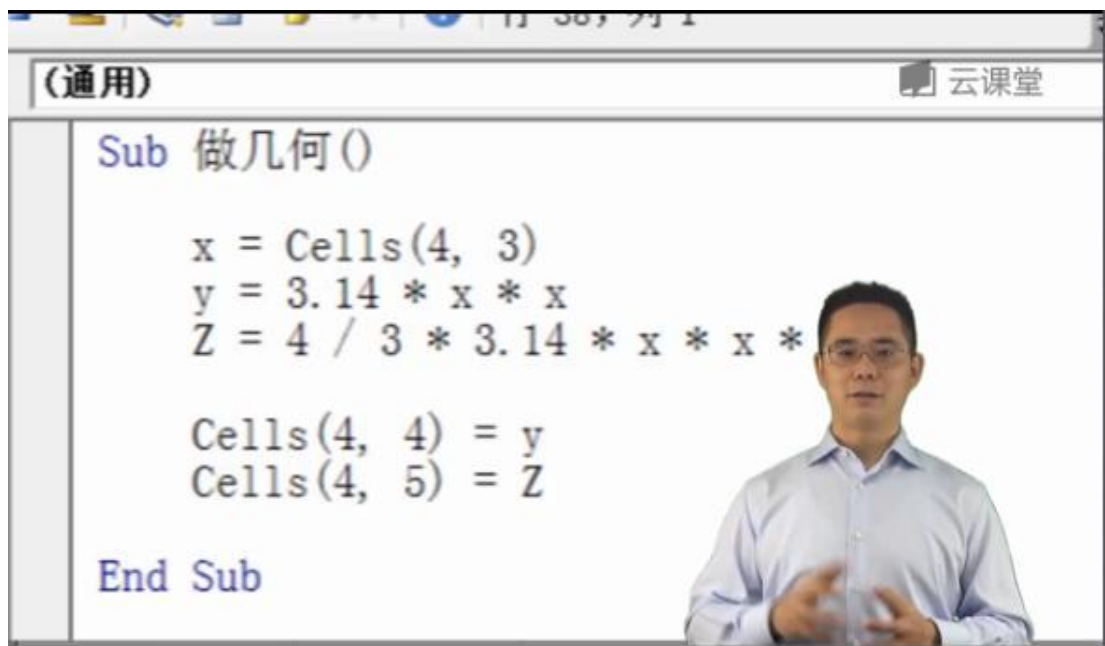 (通用)
云课堂
Sub 做几何()
x = Cells(4, 3)
y = 3.14 * x * x
Z = 4 / 3 * 3.14 * x * x *
Cells(4, 4) = y
Cells(4, 5) = Z
End Sub